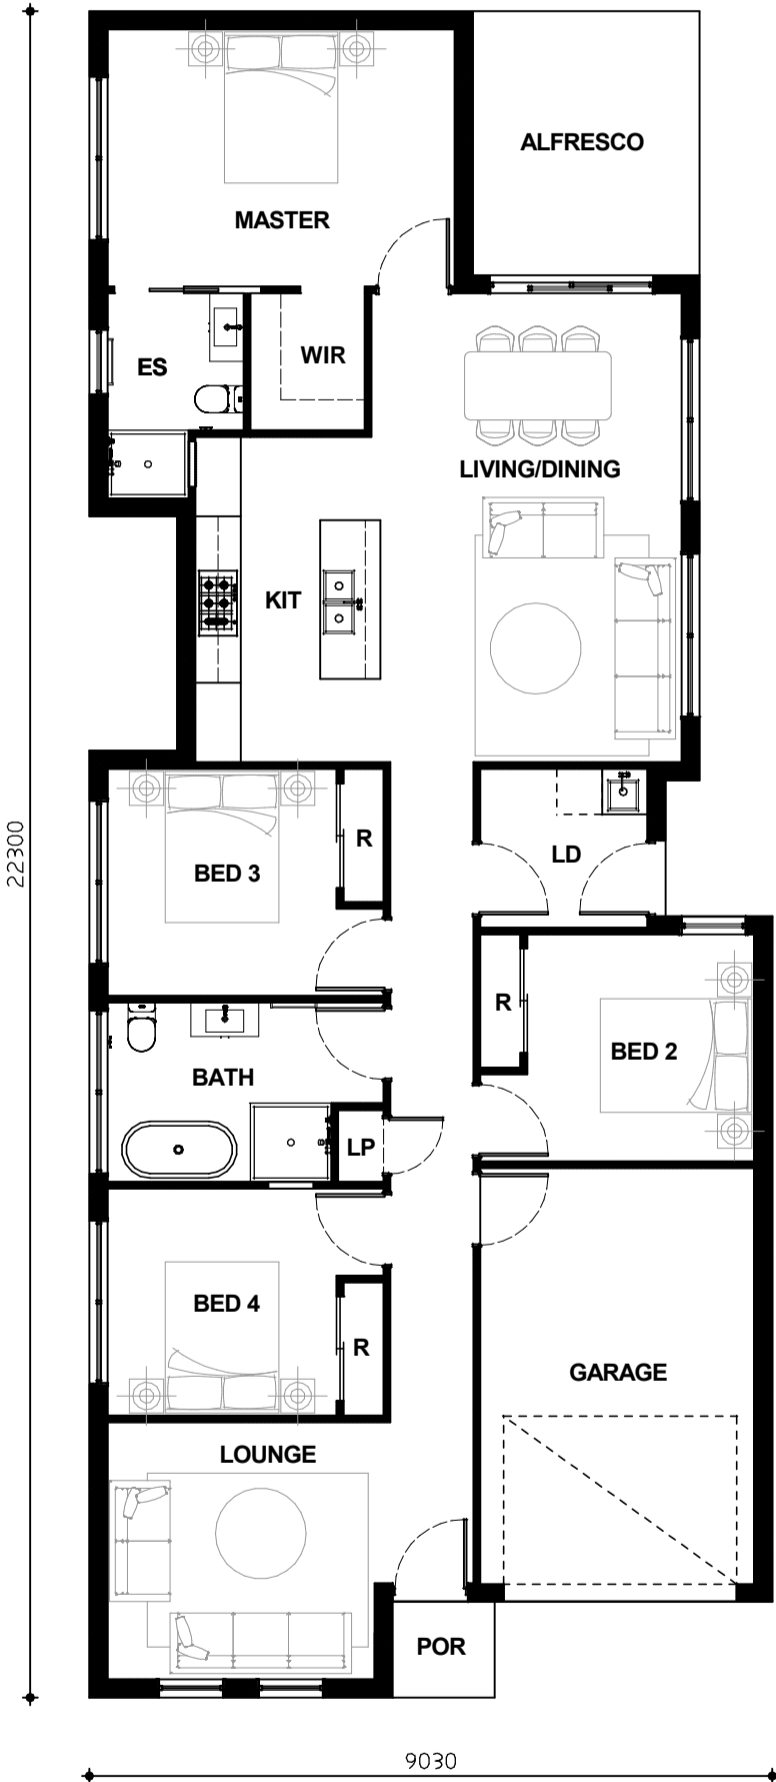 ALFRESCO
MASTER
ES
WIR
LIVING/DINING
KIT
BED 3
R
LD
22300
R
BED 2
BATH
LP
BED 4
R
GARAGE
LOUNGE
POR
9030